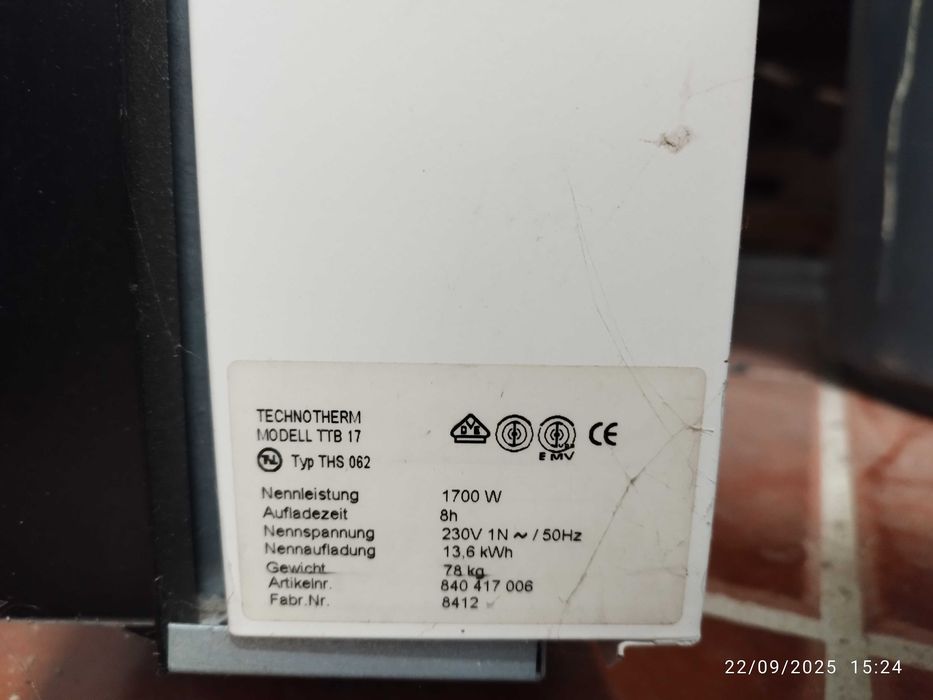 TECHNOTHERM
MODELL TTB 17
Typ THS 062
VDE
EMV
CE
Nennleistung 1700 W
Aufladezeit 8h
Nennspannung 230V 1N ~ / 50Hz
Nennaufladung 13,6 kWh
Gewicht 78 kg
Artikelnr. 840 417 006
Fabr.Nr. 8412
22/09/2025 15:24